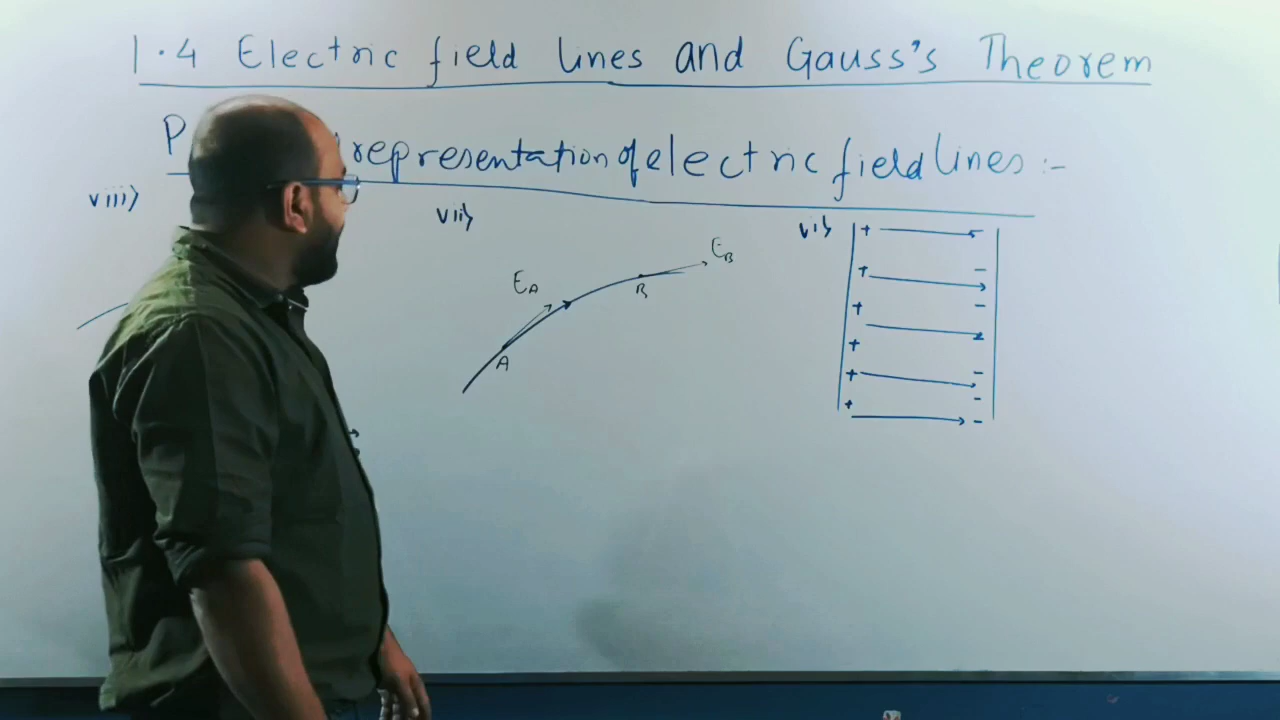 1.4 Electric field lines and Gauss's Theorem
representation of electric field lines :-
viii)
vii)
vi)
EA
A
EB
B
+
+ -
+ -
+
+ -
-
+ -